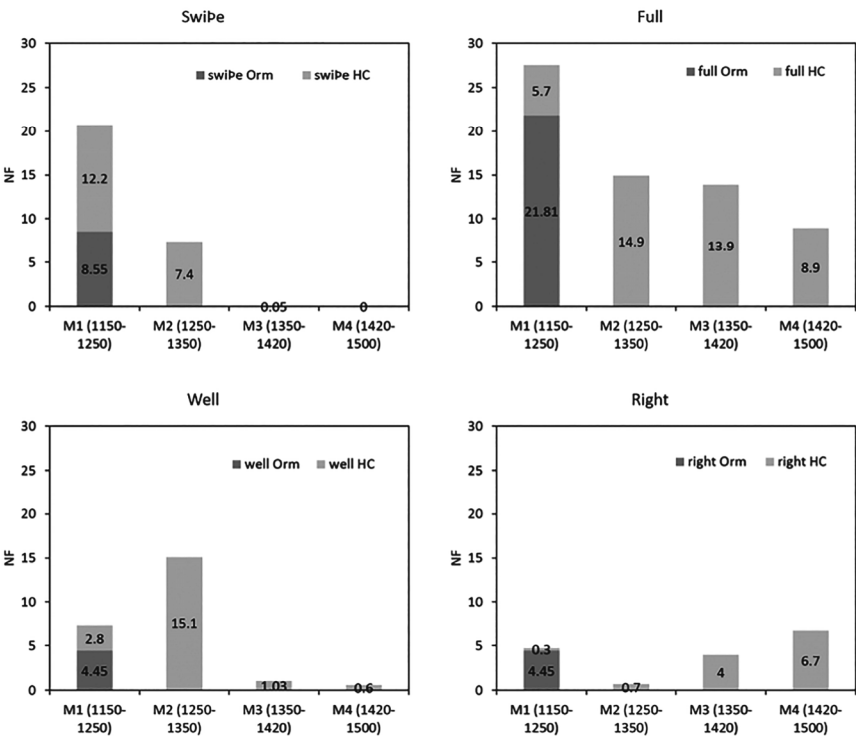 Swiþe
30
25
20
15
10
5
0
NF
swiþe Orm swiþe HC
12.2
8.55
7.4
0.05
0
M1 (1150-
1250)
M2 (1250-
1350)
M3 (1350-
1420)
M4 (1420-
1500)
Full
30
25
20
15
10
5
0
NF
full Orm full HC
5.7
21.81
14.9
13.9
8.9
M1 (1150-
1250)
M2 (1250-
1350)
M3 (1350-
1420)
M4 (1420-
1500)
Well
30
25
20
15
10
5
0
NF
well Orm well HC
2.8
4.45
15.1
1.03
0.6
M1 (1150-
1250)
M2 (1250-
1350)
M3 (1350-
1420)
M4 (1420-
1500)
Right
30
25
20
15
10
5
0
NF
right Orm right HC
0.3
4.45
0.7
4
6.7
M1 (1150-
1250)
M2 (1250-
1350)
M3 (1350-
1420)
M4 (1420-
1500)